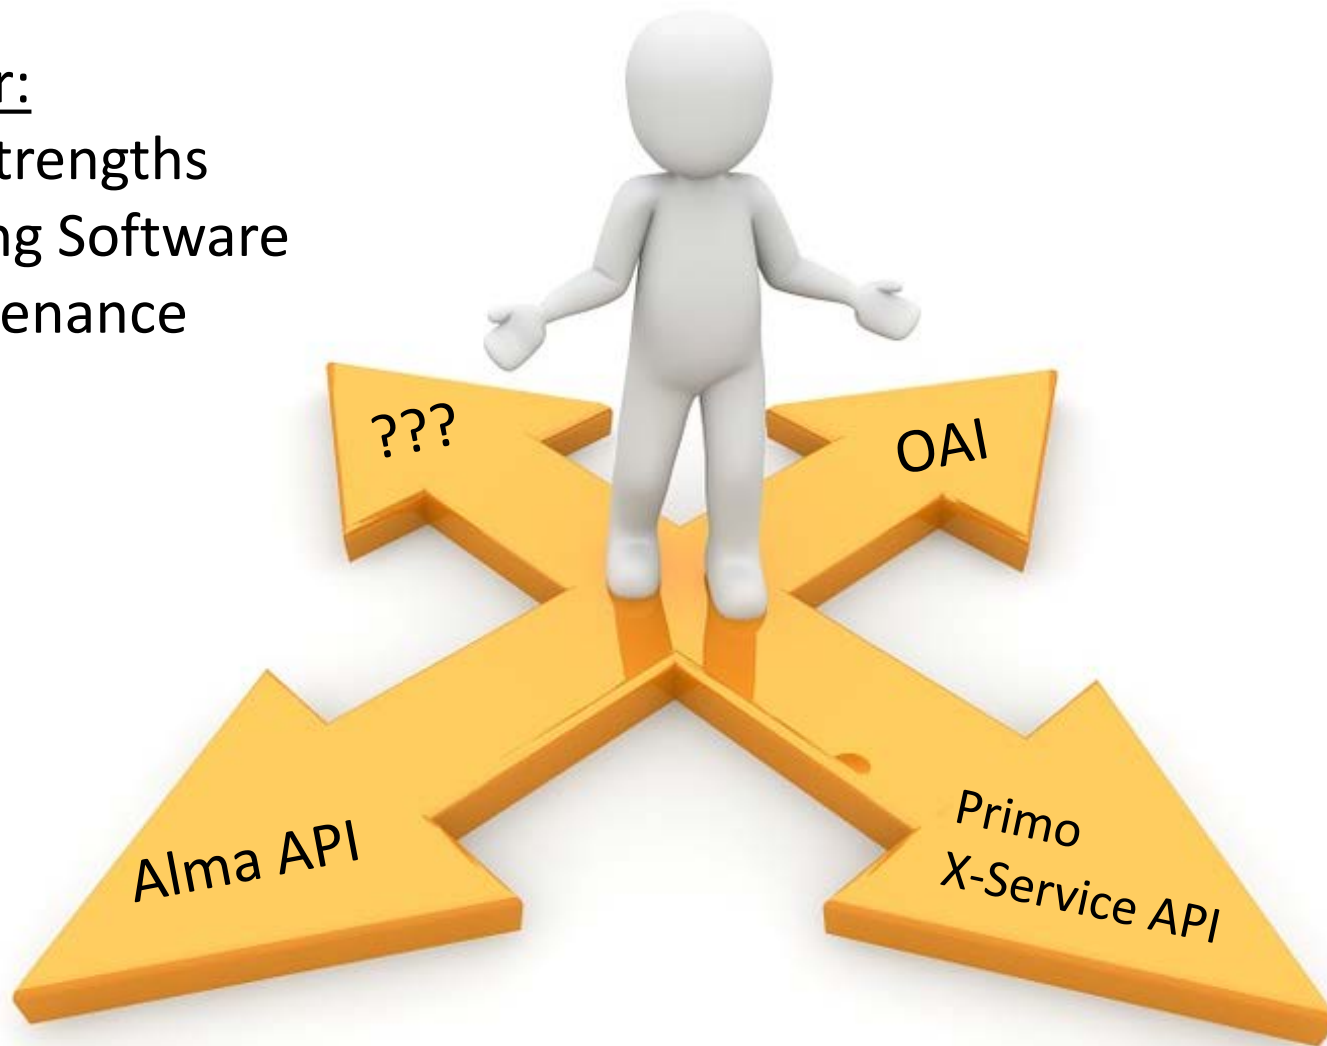 r:
trengths
ng Software
enance
???
OAI
Alma API
Primo
X-Service API